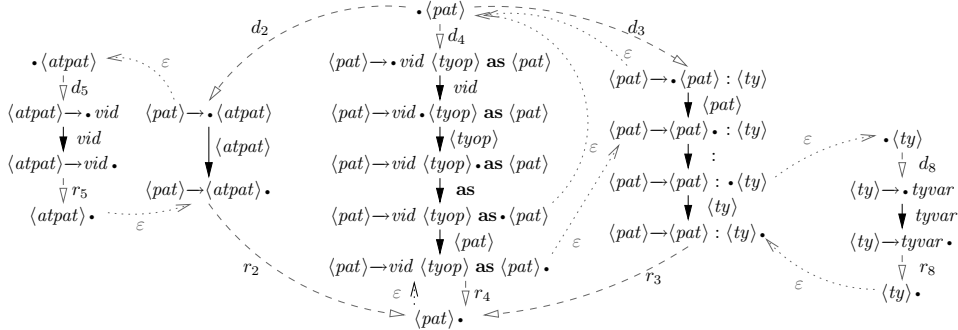 •⟨pat⟩
d₂
d₄
d₃
•⟨atpat⟩
ε
⟨pat⟩→•vid ⟨tyop⟩ as ⟨pat⟩
ε
⟨pat⟩→•⟨pat⟩ : ⟨ty⟩
d₅
vid
⟨pat⟩
⟨atpat⟩→•vid
⟨pat⟩→•⟨atpat⟩
⟨pat⟩→vid•⟨tyop⟩ as ⟨pat⟩
⟨pat⟩→⟨pat⟩•: ⟨ty⟩
vid
⟨atpat⟩
⟨tyop⟩
ε
:
ε
•⟨ty⟩
⟨atpat⟩→vid•
⟨pat⟩→vid ⟨tyop⟩•as ⟨pat⟩
d₈
r₅
⟨pat⟩→⟨atpat⟩•
as
⟨pat⟩→⟨pat⟩ : •⟨ty⟩
⟨ty⟩→•tyvar
⟨atpat⟩•
ε
⟨pat⟩→vid ⟨tyop⟩ as•⟨pat⟩
⟨ty⟩
tyvar
⟨pat⟩
ε
⟨pat⟩→⟨pat⟩ : ⟨ty⟩•
⟨ty⟩→tyvar•
r₂
⟨pat⟩→vid ⟨tyop⟩ as ⟨pat⟩•
r₃
r₈
ε
r₄
ε
⟨ty⟩•
⟨pat⟩•